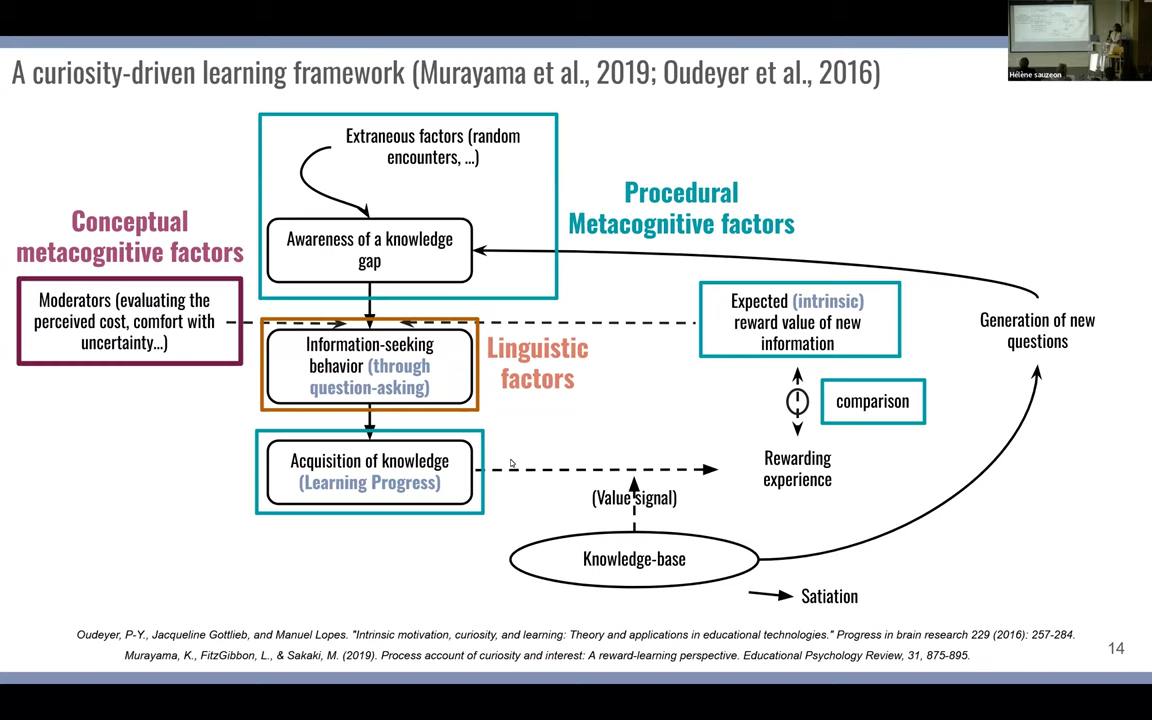 Hélène sauzeon
A curiosity-driven learning framework (Murayama et al., 2019; Oudeyer et al., 2016)
Extraneous factors (random
encounters, ...)
Procedural
Metacognitive factors
Conceptual
metacognitive factors
Awareness of a knowledge
gap
Moderators (evaluating the
perceived cost, comfort with
uncertainty...)
Expected (intrinsic)
reward value of new
information
Generation of new
questions
Information-seeking
behavior (through
question-asking)
Linguistic
factors
comparison
Acquisition of knowledge
(Learning Progress)
Rewarding
experience
(Value signal)
Knowledge-base
Satiation
Oudeyer, P-Y., Jacqueline Gottlieb, and Manuel Lopes. "Intrinsic motivation, curiosity, and learning: Theory and applications in educational technologies." Progress in brain research 229 (2016): 257-284.
Murayama, K., FitzGibbon, L., & Sakaki, M. (2019). Process account of curiosity and interest: A reward-learning perspective. Educational Psychology Review, 31, 875-895.
14